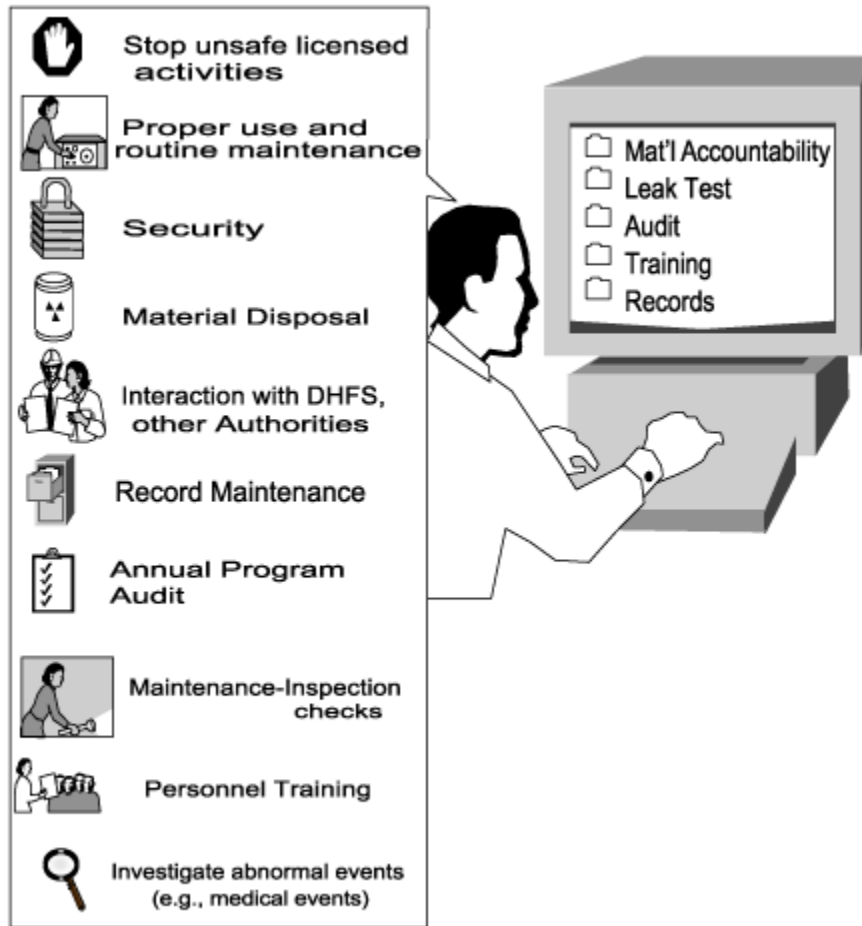 Stop unsafe licensed
activities
Proper use and
routine maintenance
Security
Material Disposal
Interaction with DHFS,
other Authorities
Record Maintenance
Annual Program
Audit
Maintenance-Inspection
checks
Personnel Training
Investigate abnormal events
(e.g., medical events)
Mat'l Accountability
Leak Test
Audit
Training
Records